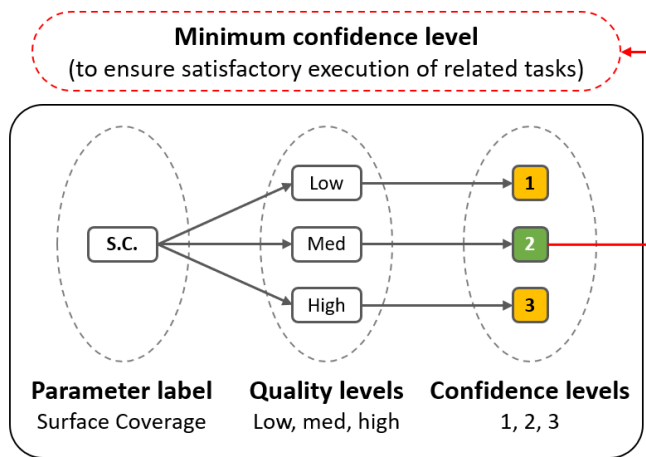 Minimum confidence level
(to ensure satisfactory execution of related tasks)
Low
1
S.C.
Med
2
High
3
Parameter label
Quality levels
Confidence levels
Surface Coverage
Low, med, high
1, 2, 3